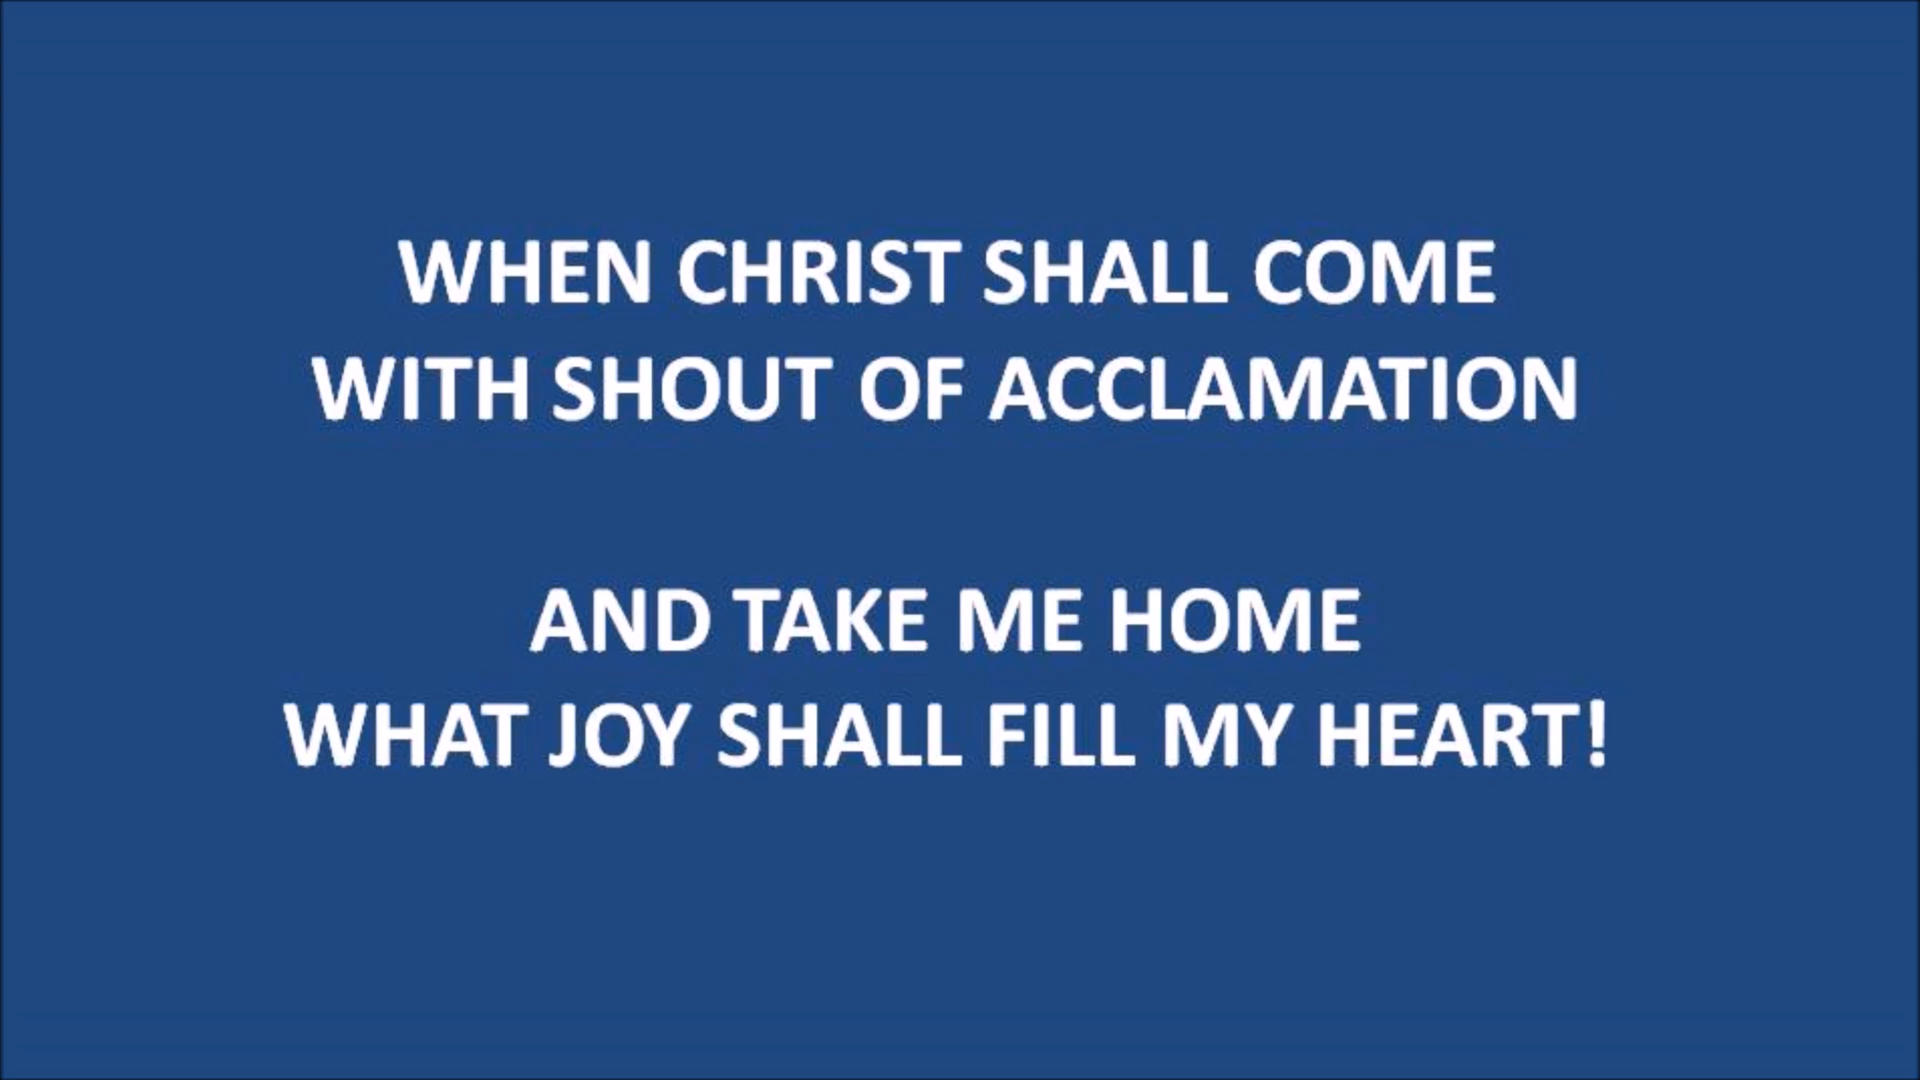 WHEN CHRIST SHALL COME
WITH SHOUT OF ACCLAMATION
AND TAKE ME HOME
WHAT JOY SHALL FILL MY HEART!